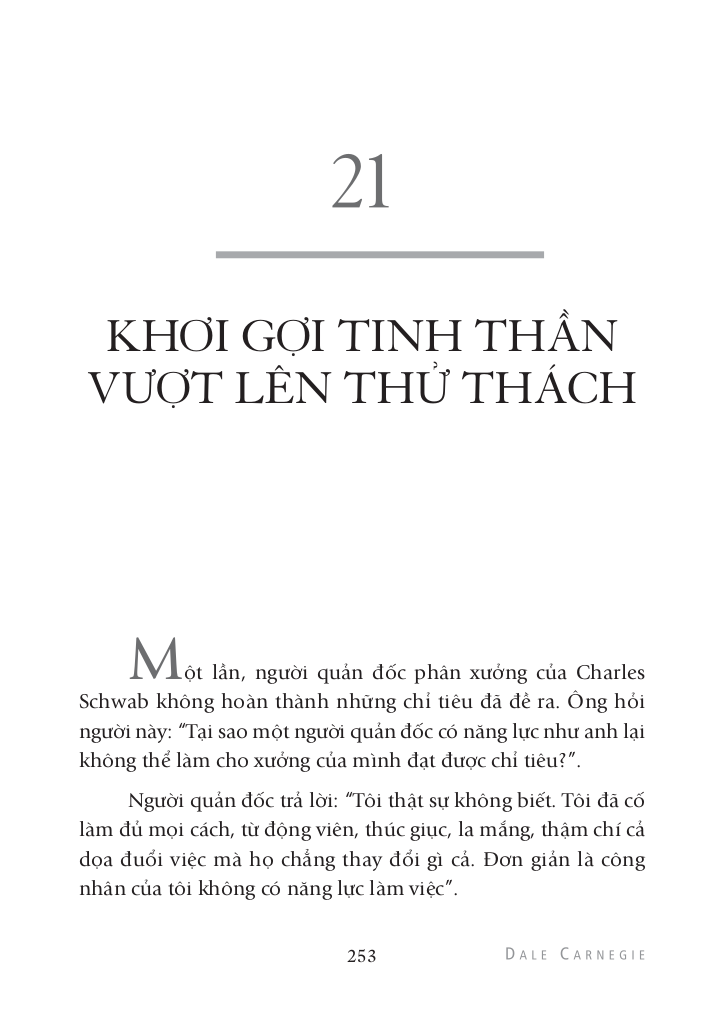 21
KHƠI GỢI TINH THẦN
VƯỢT LÊN THỬ THÁCH
Một lần, người quản đốc phân xưởng của Charles
Schwab không hoàn thành những chỉ tiêu đã đề ra. Ông hỏi
người này: “Tại sao một người quản đốc có năng lực như anh lại
không thể làm cho xưởng của mình đạt được chỉ tiêu?”.
Người quản đốc trả lời: “Tôi thật sự không biết. Tôi đã cố
làm đủ mọi cách, từ động viên, thúc giục, la mắng, thậm chí cả
dọa đuổi việc mà họ chẳng thay đổi gì cả. Đơn giản là công
nhân của tôi không có năng lực làm việc”.
253
DALE CARNEGIE